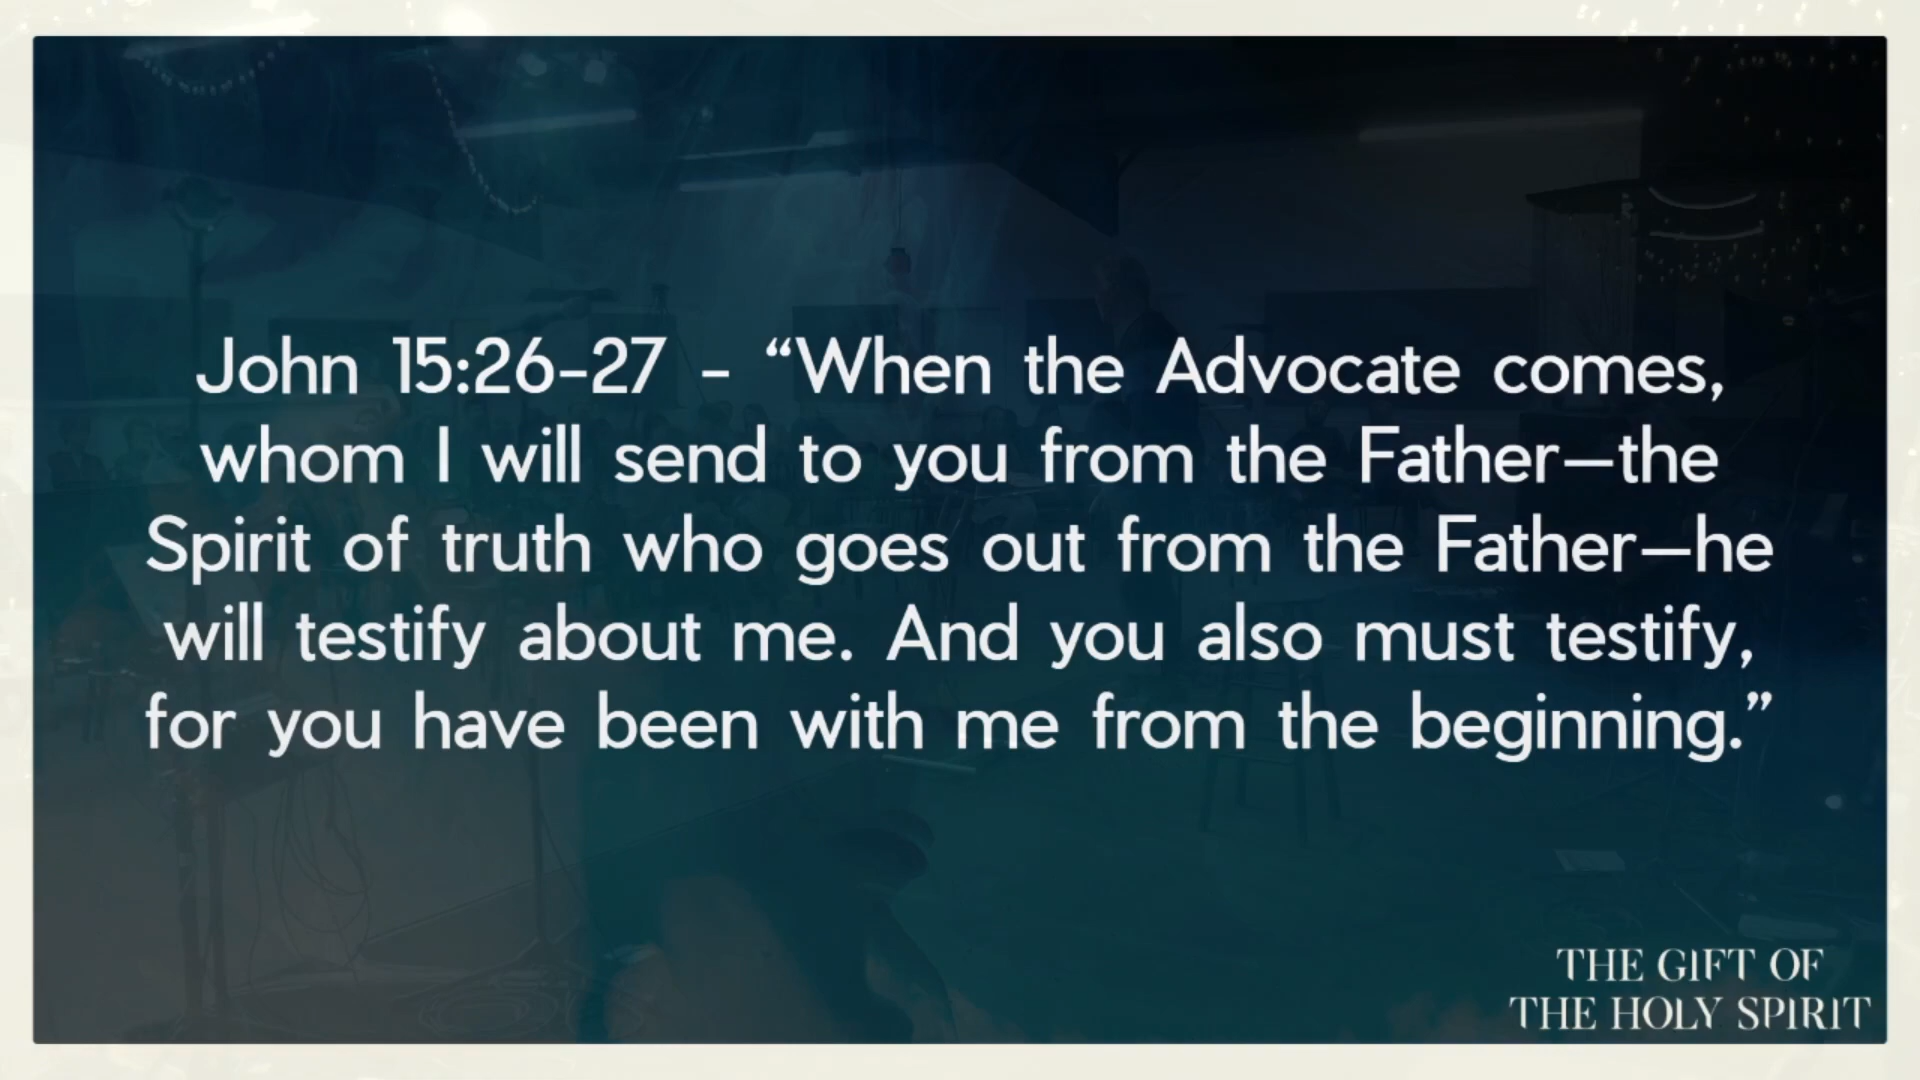 John 15:26-27 - “When the Advocate comes,
whom I will send to you from the Father—the
Spirit of truth who goes out from the Father—he
will testify about me. And you also must testify,
for you have been with me from the beginning.”
THE GIFT OF
THE HOLY SPIRIT